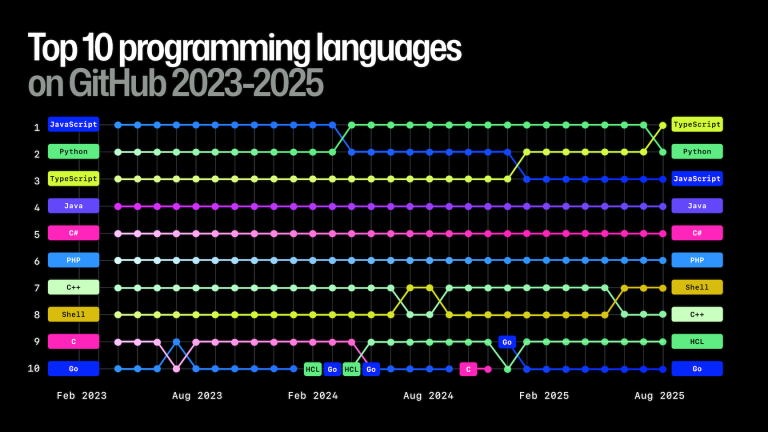 Top 10 programming languages
on GitHub 2023-2025
1 JavaScript TypeScript
2 Python Python
3 TypeScript JavaScript
4 Java Java
5 C# C#
6 PHP PHP
7 C++ Shell
8 Shell C++
9 C Go HCL
10 Go HCL Go HCL Go C Go
Feb 2023 Aug 2023 Feb 2024 Aug 2024 Feb 2025 Aug 2025